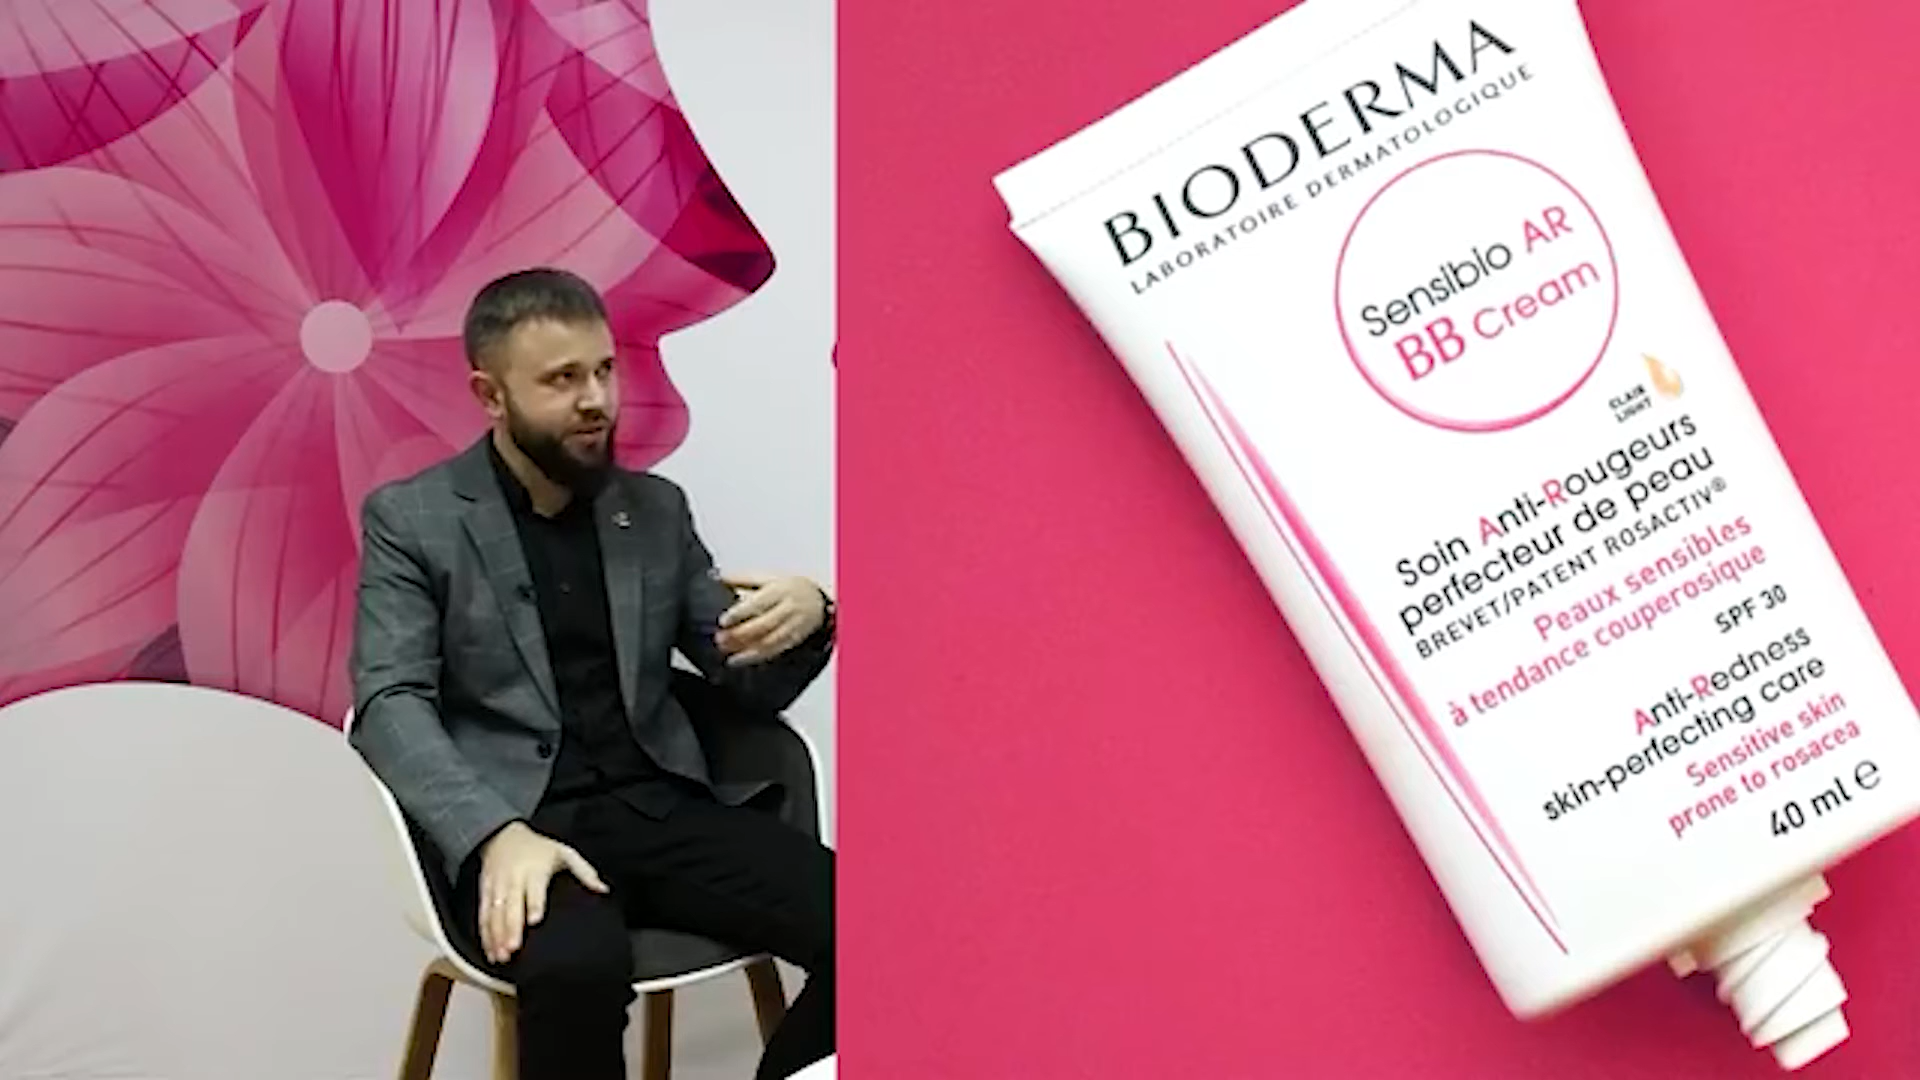 BIODERMA
LABORATOIRE DERMATOLOGIQUE
Sensibio AR
BB Cream
CLAIR
LIGHT
Soin Anti-Rougeurs
perfecteur de peau
BREVET/PATENT ROSACTIV®
Peaux sensibles
à tendance couperosique
SPF 30
Anti-Redness
skin-perfecting care
Sensitive skin
prone to rosacea
40 ml e